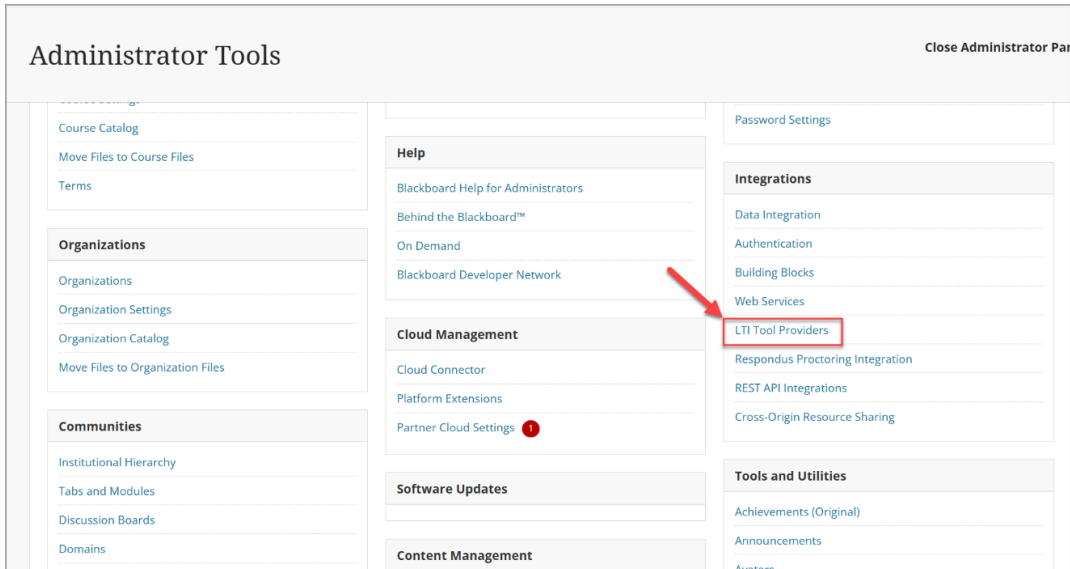 Administrator Tools
Close Administrator Par
Course Settings
Course Catalog
Move Files to Course Files
Terms
Organizations
Organizations
Organization Settings
Organization Catalog
Move Files to Organization Files
Communities
Institutional Hierarchy
Tabs and Modules
Discussion Boards
Domains
Help
Blackboard Help for Administrators
Behind the Blackboard™
On Demand
Blackboard Developer Network
Cloud Management
Cloud Connector
Platform Extensions
Partner Cloud Settings 1
Software Updates
Content Management
Password Settings
Integrations
Data Integration
Authentication
Building Blocks
Web Services
LTI Tool Providers
Respondus Proctoring Integration
REST API Integrations
Cross-Origin Resource Sharing
Tools and Utilities
Achievements (Original)
Announcements